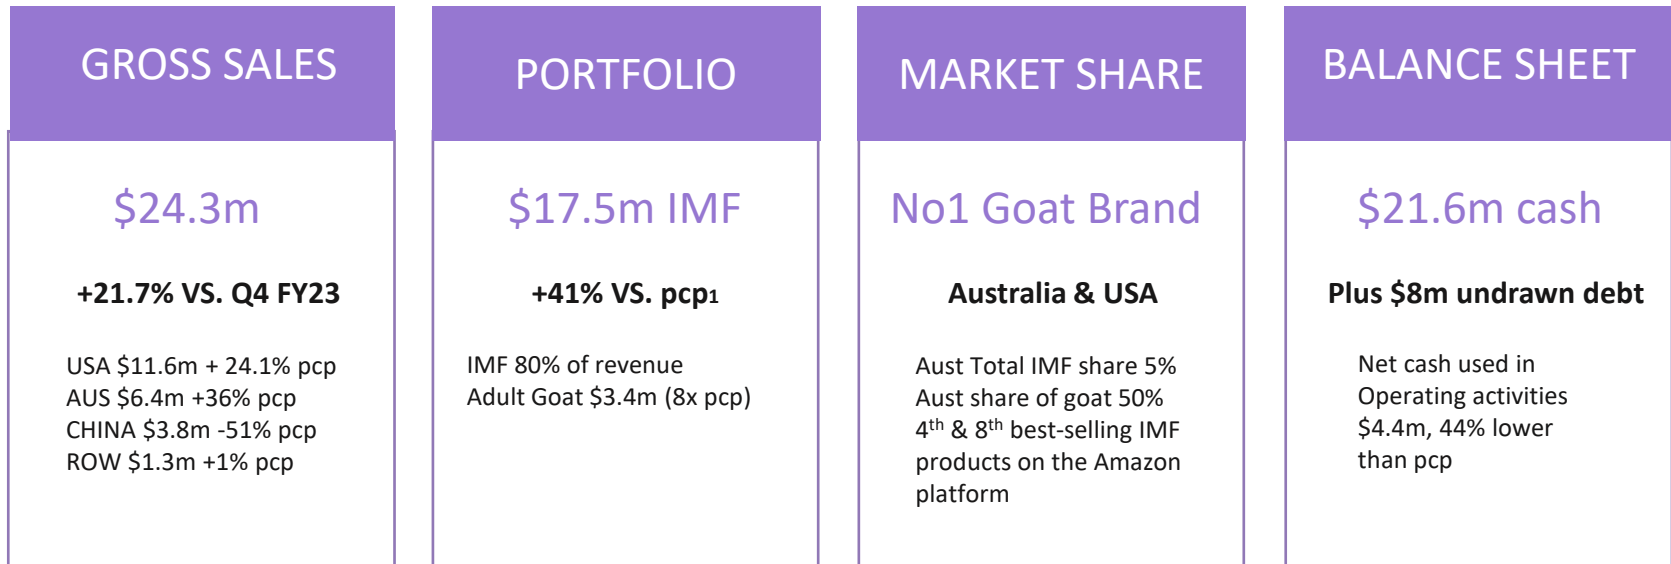 GROSS SALES
$24.3m
+21.7% VS. Q4 FY23
USA $11.6m + 24.1% pcp
AUS $6.4m +36% pcp
CHINA $3.8m -51% pcp
ROW $1.3m +1% pcp
PORTFOLIO
$17.5m IMF
+41% VS. pcp1
IMF 80% of revenue
Adult Goat $3.4m (8x pcp)
MARKET SHARE
No1 Goat Brand
Australia & USA
Aust Total IMF share 5%
Aust share of goat 50%
4th & 8th best-selling IMF
products on the Amazon
platform
BALANCE SHEET
$21.6m cash
Plus $8m undrawn debt
Net cash used in
Operating activities
$4.4m, 44% lower
than pcp